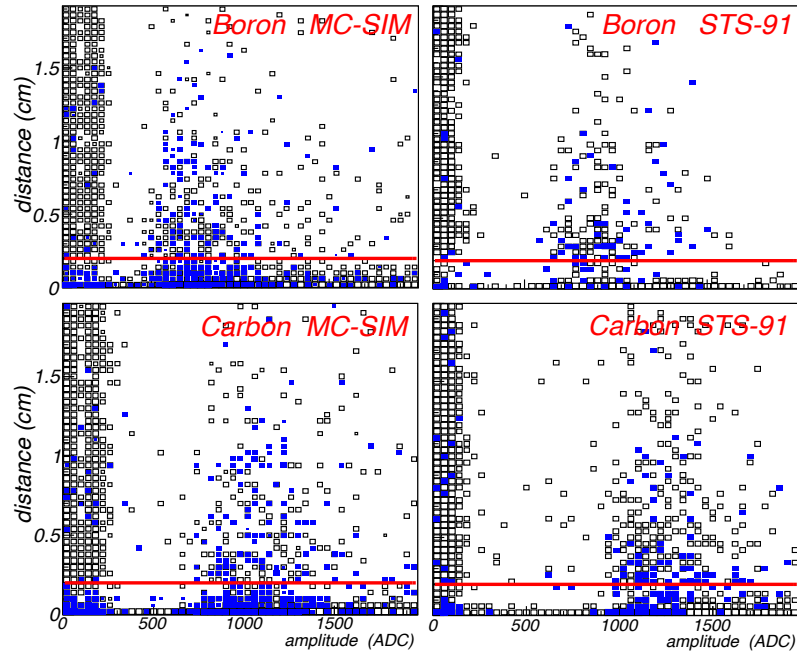 Boron MC-SIM
Boron STS-91
distance (cm)
1.5
1
0.5
0
Carbon MC-SIM
Carbon STS-91
distance (cm)
1.5
1
0.5
0
0 500 1000 1500
amplitude (ADC)
0 500 1000 1500
amplitude (ADC)